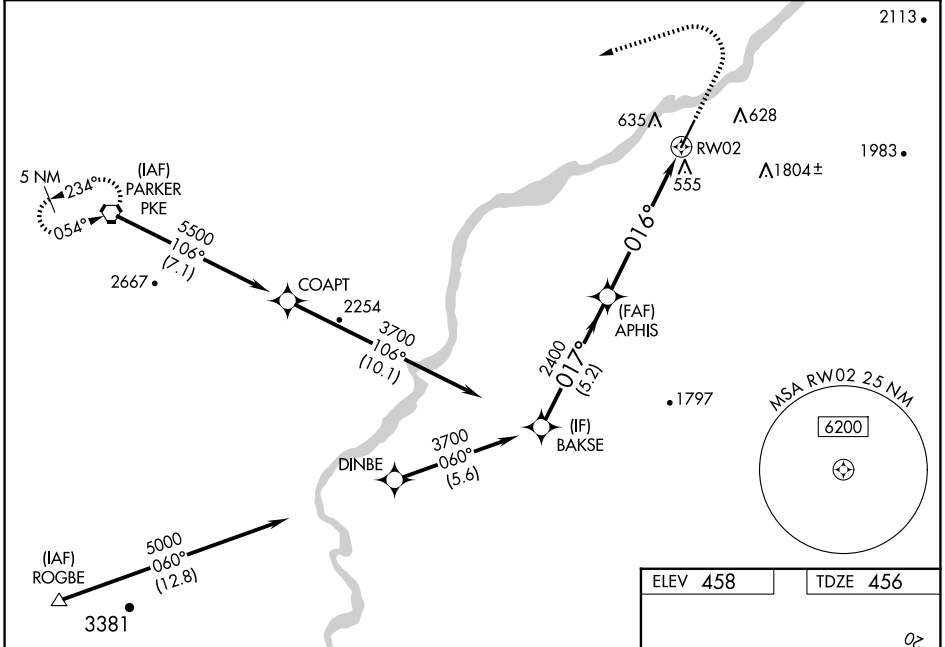 2113
635
628
RW02
1983
555
1804±
5 NM
234°
054°
(IAF)
PARKER
PKE
5500
106°
(7.1)
016°
2667
COAPT
2254
(FAF)
APHIS
3700
106°
(10.1)
2400
017°
(5.2)
1797
MSA RW02 25 NM
6200
(IF)
BAKSE
3700
060°
(5.6)
DINBE
5000
060°
(12.8)
(IAF)
ROGBE
3381
ELEV 458
TDZE 456
20